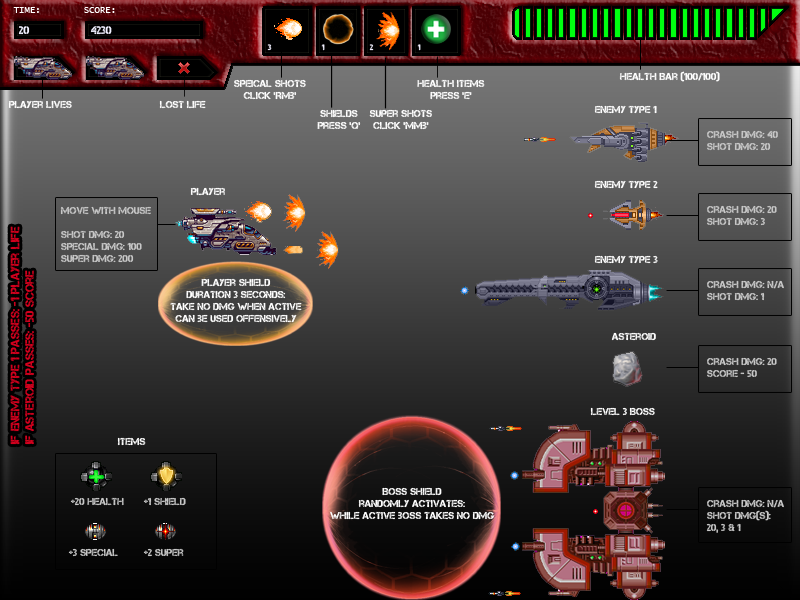 TIME:
SCORE:
20
4230
3
1
2
1
PLAYER LIVES
LOST LIFE
SPEICAL SHOTS
CLICK 'RMB'
SHIELDS
PRESS 'Q'
SUPER SHOTS
CLICK 'MMB'
HEALTH ITEMS
PRESS 'E'
HEALTH BAR (100/100)
ENEMY TYPE 1
CRASH DMG: 40
SHOT DMG: 20
ENEMY TYPE 2
CRASH DMG: 20
SHOT DMG: 3
PLAYER
MOVE WITH MOUSE
SHOT DMG: 20
SPECIAL DMG: 100
SUPER DMG: 200
PLAYER SHIELD
DURATION 3 SECONDS:
TAKE NO DMG WHEN ACTIVE
CAN BE USED OFFENSIVELY
ENEMY TYPE 3
CRASH DMG: N/A
SHOT DMG: 1
IF ENEMY TYPE 1 PASSES: -1 PLAYER LIFE
IF ASTEROID PASSES: -50 SCORE
ASTEROID
CRASH DMG: 20
SCORE - 50
LEVEL 3 BOSS
CRASH DMG: N/A
SHOT DMG(S):
20, 3 & 1
BOSS SHIELD
RANDOMLY ACTIVATES:
WHILE ACTIVE BOSS TAKES NO DMG
ITEMS
+20 HEALTH
+1 SHIELD
+3 SPECIAL
+2 SUPER